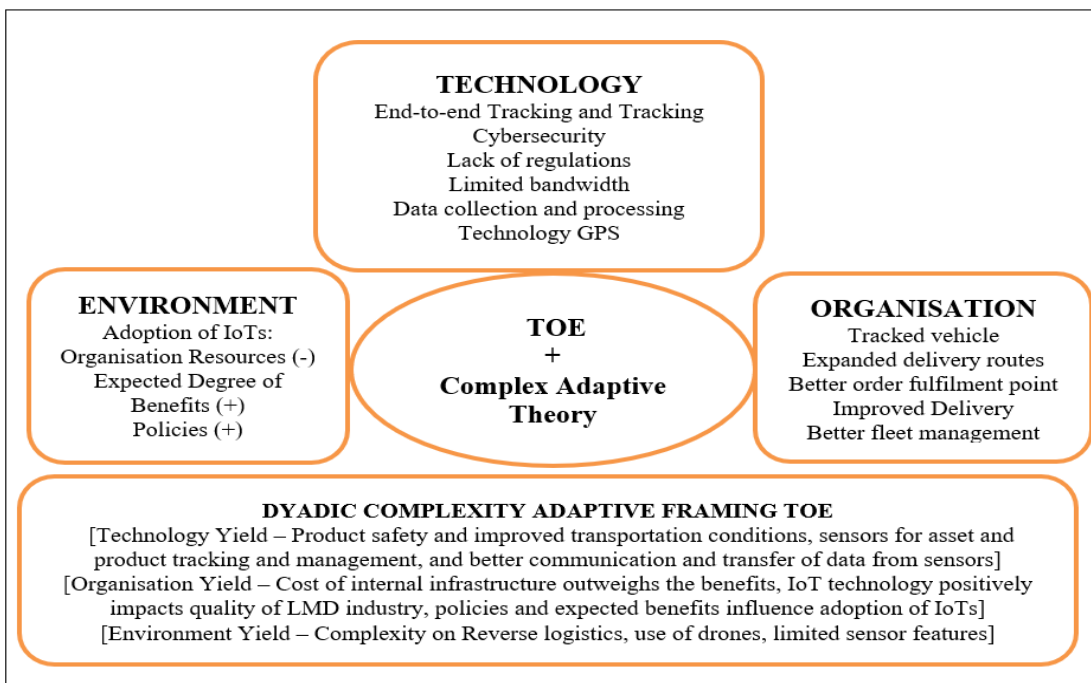 TECHNOLOGY
End-to-end Tracking and Tracking
Cybersecurity
Lack of regulations
Limited bandwidth
Data collection and processing
Technology GPS
ENVIRONMENT
Adoption of IoTs:
Organisation Resources (-)
Expected Degree of
Benefits (+)
Policies (+)
TOE
+
Complex Adaptive
Theory
ORGANISATION
Tracked vehicle
Expanded delivery routes
Better order fulfilment point
Improved Delivery
Better fleet management
DYADIC COMPLEXITY ADAPTIVE FRAMING TOE
[Technology Yield – Product safety and improved transportation conditions, sensors for asset and
product tracking and management, and better communication and transfer of data from sensors]
[Organisation Yield – Cost of internal infrastructure outweighs the benefits, IoT technology positively
impacts quality of LMD industry, policies and expected benefits influence adoption of IoTs]
[Environment Yield – Complexity on Reverse logistics, use of drones, limited sensor features]